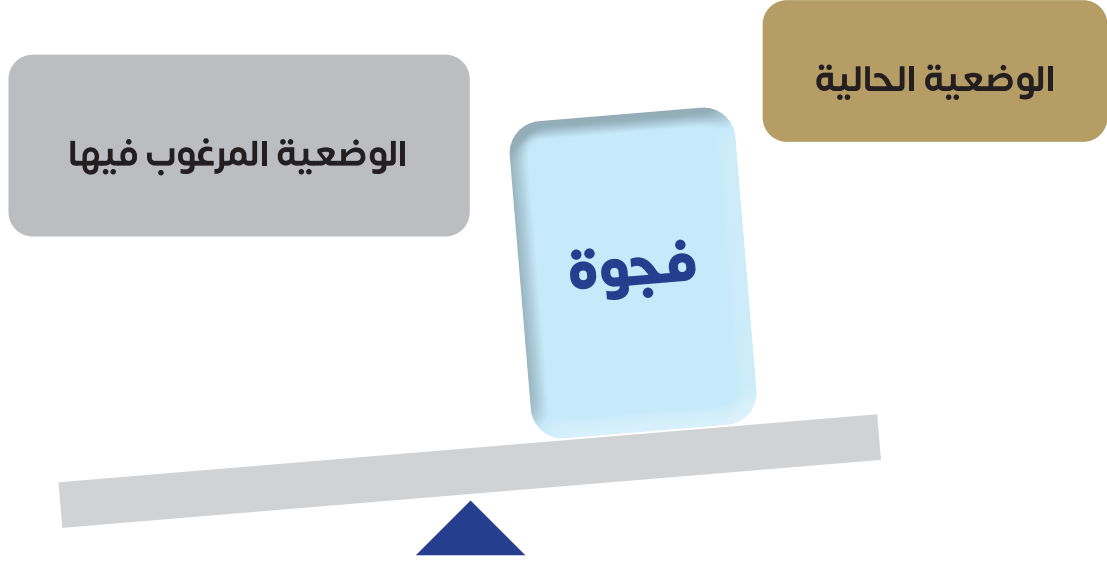 الوضعية الحالية
الوضعية المرغوب فيها
فجوة